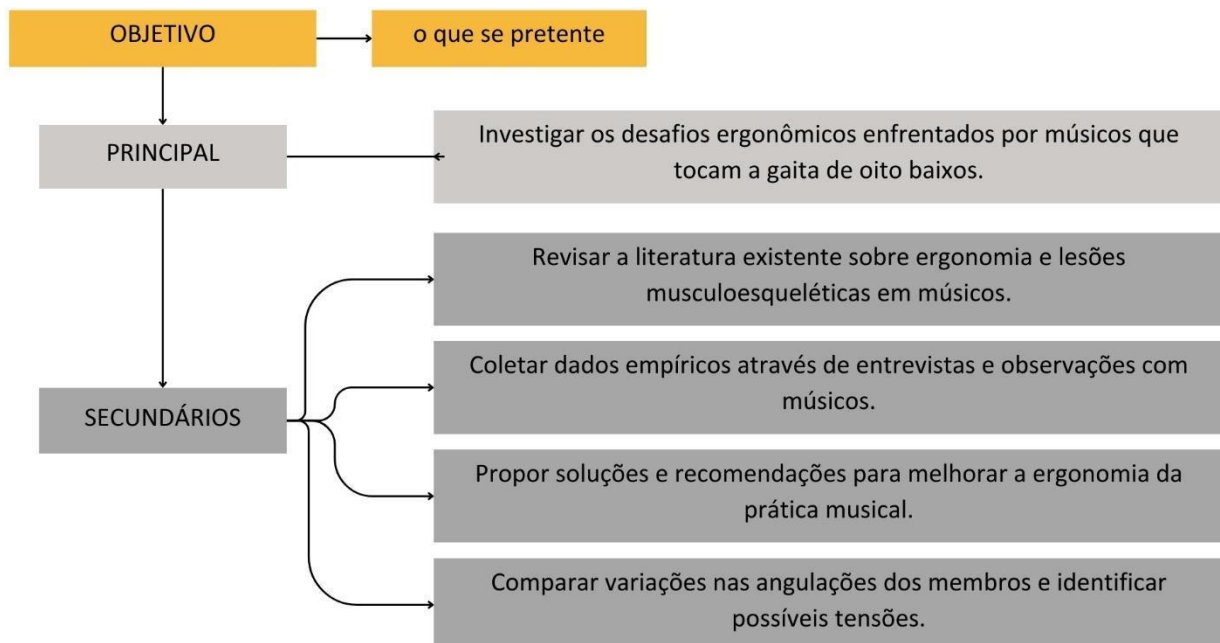 OBJETIVO
o que se pretente
PRINCIPAL
Investigar os desafios ergonômicos enfrentados por músicos que
tocam a gaita de oito baixos.
Revisar a literatura existente sobre ergonomia e lesões
musculoesqueléticas em músicos.
SECUNDÁRIOS
Coletar dados empíricos através de entrevistas e observações com
músicos.
Propor soluções e recomendações para melhorar a ergonomia da
prática musical.
Comparar variações nas angulações dos membros e identificar
possíveis tensões.